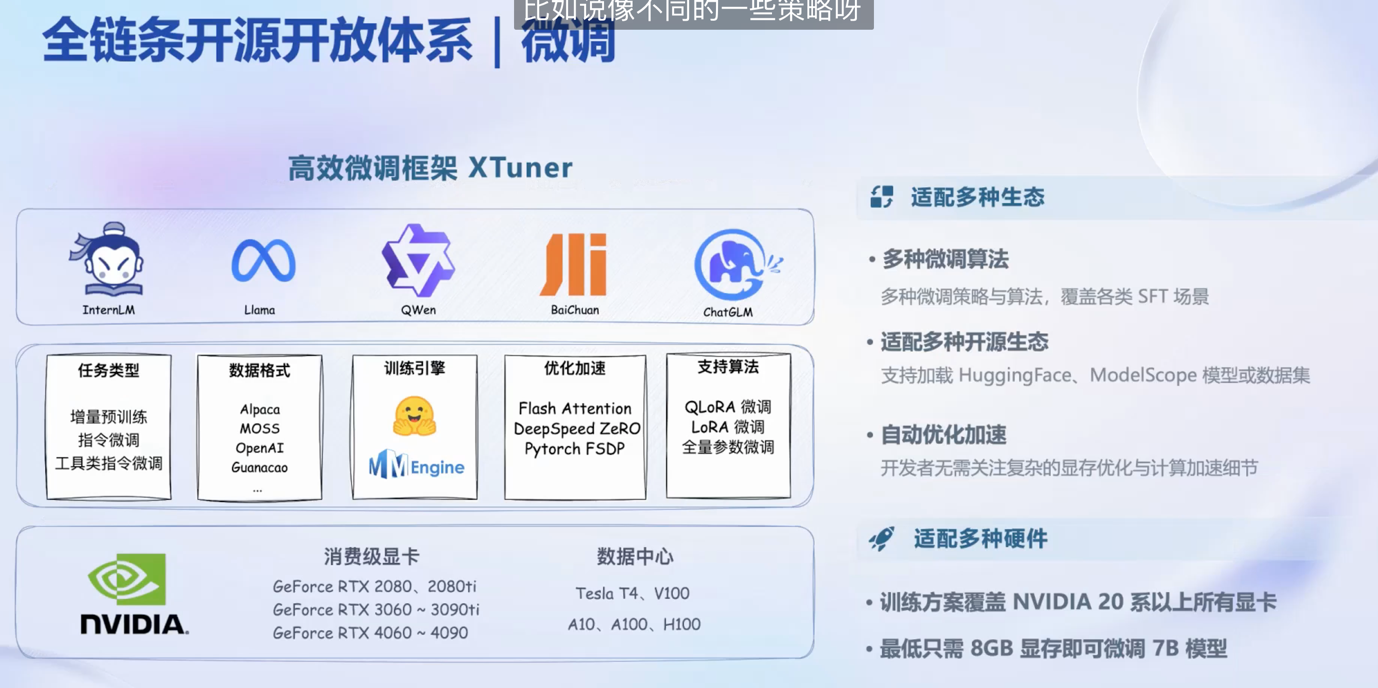 比如说像不同的一些策略呀
全链条开源开放体系 | 微调
高效微调框架 XTuner
InternLM
Llama
QWen
BaiChuan
ChatGLM
任务类型
增量预训练
指令微调
工具类指令微调
数据格式
Alpaca
MOSS
OpenAI
Guanacao
...
训练引擎
MMEngine
优化加速
Flash Attention
DeepSpeed ZeRO
Pytorch FSDP
支持算法
QLoRA 微调
LoRA 微调
全量参数微调
NVIDIA.
消费级显卡
GeForce RTX 2080、2080ti
GeForce RTX 3060 ~ 3090ti
GeForce RTX 4060 ~ 4090
数据中心
Tesla T4、V100
A10、A100、H100
适配多种生态
• 多种微调算法
多种微调策略与算法，覆盖各类 SFT 场景
• 适配多种开源生态
支持加载 HuggingFace、ModelScope 模型或数据集
• 自动优化加速
开发者无需关注复杂的显存优化与计算加速细节
适配多种硬件
• 训练方案覆盖 NVIDIA 20 系以上所有显卡
• 最低只需 8GB 显存即可微调 7B 模型